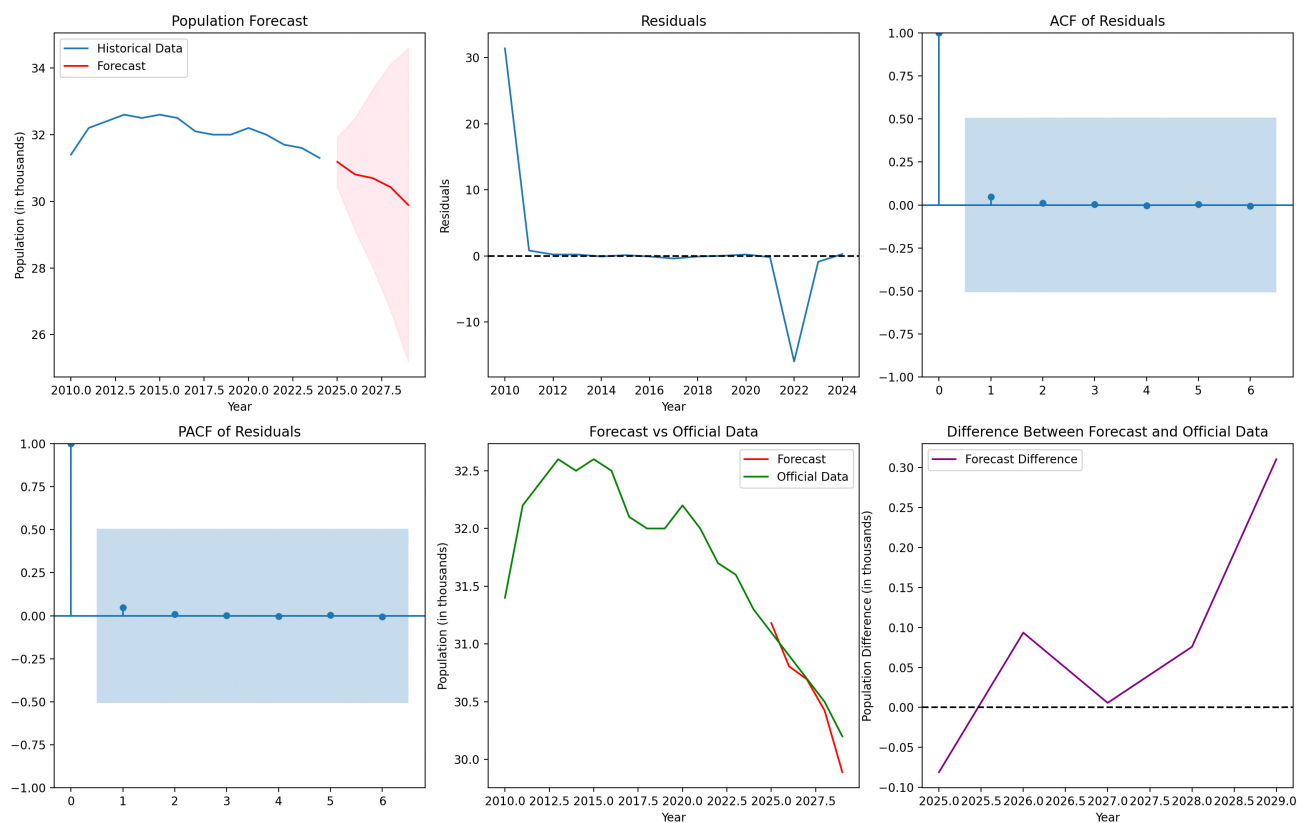 Population Forecast
Historical Data
Forecast
Population (in thousands)
34
32
30
28
26
2010.0 2012.5 2015.0 2017.5 2020.0 2022.5 2025.0 2027.5
Year
Residuals
Residuals
30
20
10
0
−10
2010 2012 2014 2016 2018 2020 2022 2024
Year
ACF of Residuals
1.00
0.75
0.50
0.25
0.00
−0.25
−0.50
−0.75
−1.00
0 1 2 3 4 5 6
PACF of Residuals
1.00
0.75
0.50
0.25
0.00
−0.25
−0.50
−0.75
−1.00
0 1 2 3 4 5 6
Forecast vs Official Data
Forecast
Official Data
Population (in thousands)
32.5
32.0
31.5
31.0
30.5
30.0
2010.0 2012.5 2015.0 2017.5 2020.0 2022.5 2025.0 2027.5
Year
Difference Between Forecast and Official Data
Forecast Difference
Population Difference (in thousands)
0.30
0.25
0.20
0.15
0.10
0.05
0.00
−0.05
−0.10
2025.0 2025.5 2026.0 2026.5 2027.0 2027.5 2028.0 2028.5 2029.0
Year